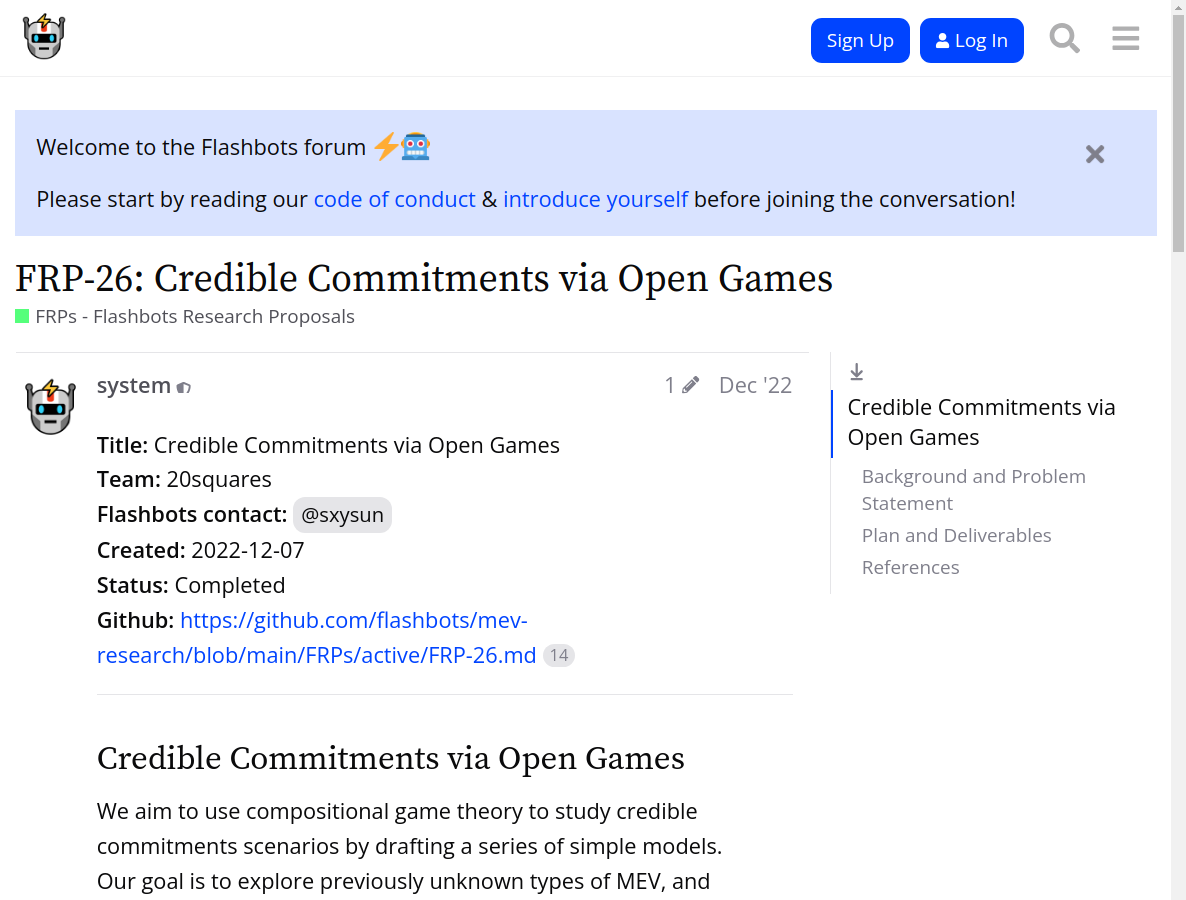 Sign Up
Log In
Welcome to the Flashbots forum
Please start by reading our code of conduct & introduce yourself before joining the conversation!
FRP-26: Credible Commitments via Open Games
FRPs - Flashbots Research Proposals
system
1
Dec '22
Title: Credible Commitments via Open Games
Team: 20squares
Flashbots contact: @sxysun
Created: 2022-12-07
Status: Completed
Github: https://github.com/flashbots/mev-
research/blob/main/FRPs/active/FRP-26.md 14
Credible Commitments via Open Games
We aim to use compositional game theory to study credible
commitments scenarios by drafting a series of simple models.
Our goal is to explore previously unknown types of MEV, and
Credible Commitments via
Open Games
Background and Problem
Statement
Plan and Deliverables
References